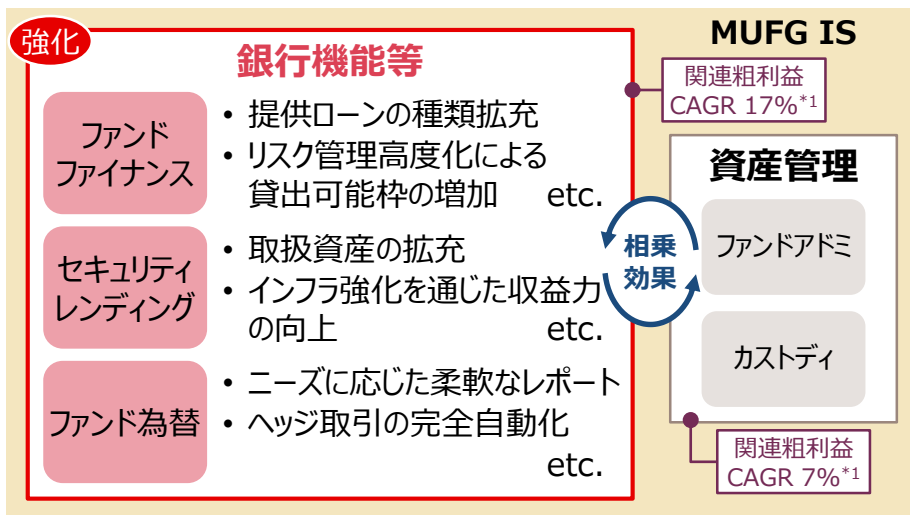 強化
銀行機能等
ファンド
ファイナンス
• 提供ローンの種類拡充
• リスク管理高度化による
貸出可能枠の増加 etc.
セキュリティ
レンディング
• 取扱資産の拡充
• インフラ強化を通じた収益力
の向上 etc.
ファンド為替
• ニーズに応じた柔軟なレポート
• ヘッジ取引の完全自動化
etc.
相乗
効果
MUFG IS
関連粗利益
CAGR 17%*1
資産管理
ファンドアドミ
カストディ
関連粗利益
CAGR 7%*1